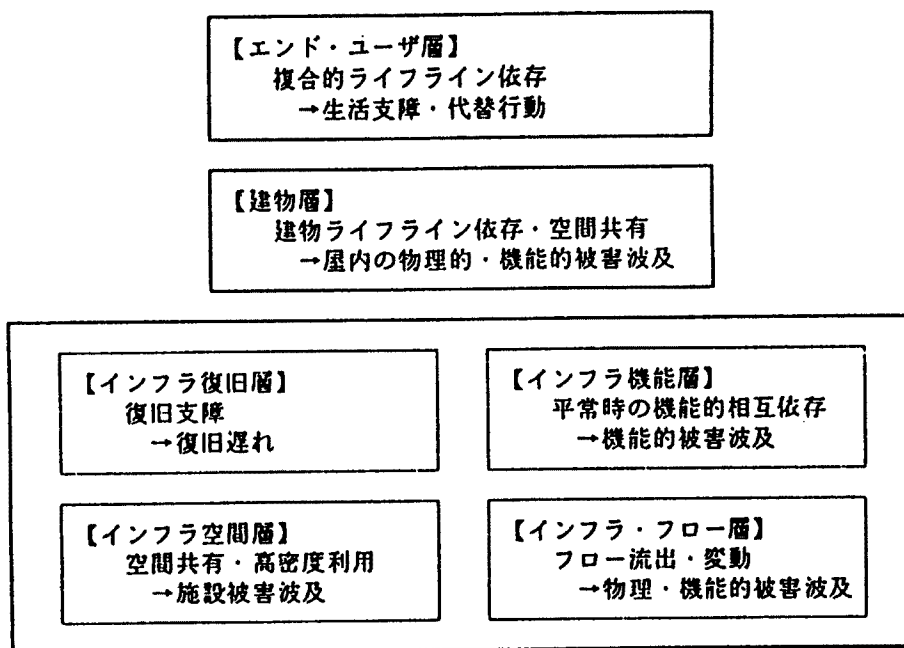 【エンド・ユーザ層】
複合的ライフライン依存
→生活支障・代替行動
【建物層】
建物ライフライン依存・空間共有
→屋内の物理的・機能的被害波及
【インフラ復旧層】
復旧支障
→復旧遅れ
【インフラ機能層】
平常時の機能的相互依存
→機能的被害波及
【インフラ空間層】
空間共有・高密度利用
→施設被害波及
【インフラ・フロー層】
フロー流出・変動
→物理・機能的被害波及